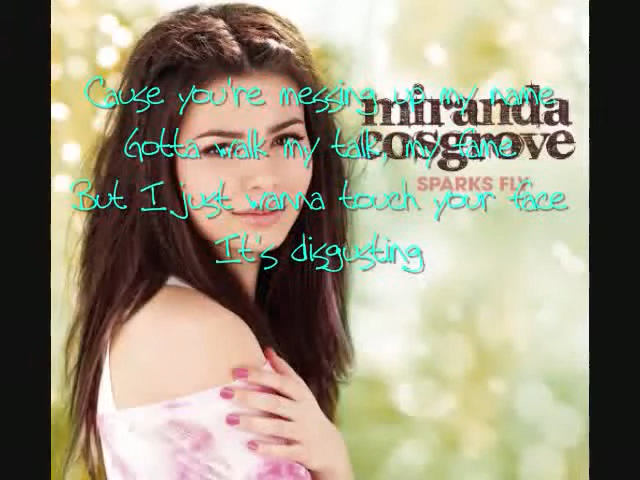 Cause you're messing up my name
Gotta walk my talk, my fame
But I just wanna touch your face
It's disgusting
miranda
cosgrove
SPARKS FLY